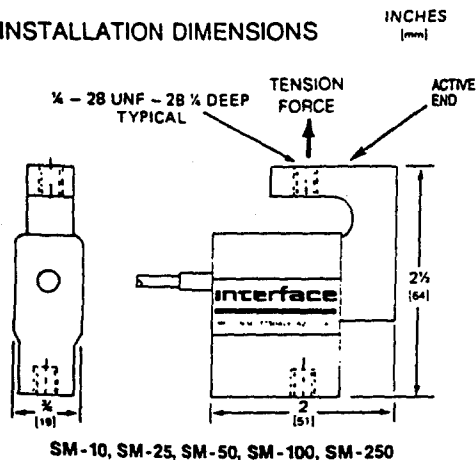 INSTALLATION DIMENSIONS
INCHES
[mm]
¼ – 28 UNF – 2B ¼ DEEP
TYPICAL
TENSION
FORCE
ACTIVE
END
interface
2½
[64]
¾
[19]
2
[51]
SM-10, SM-25, SM-50, SM-100, SM-250